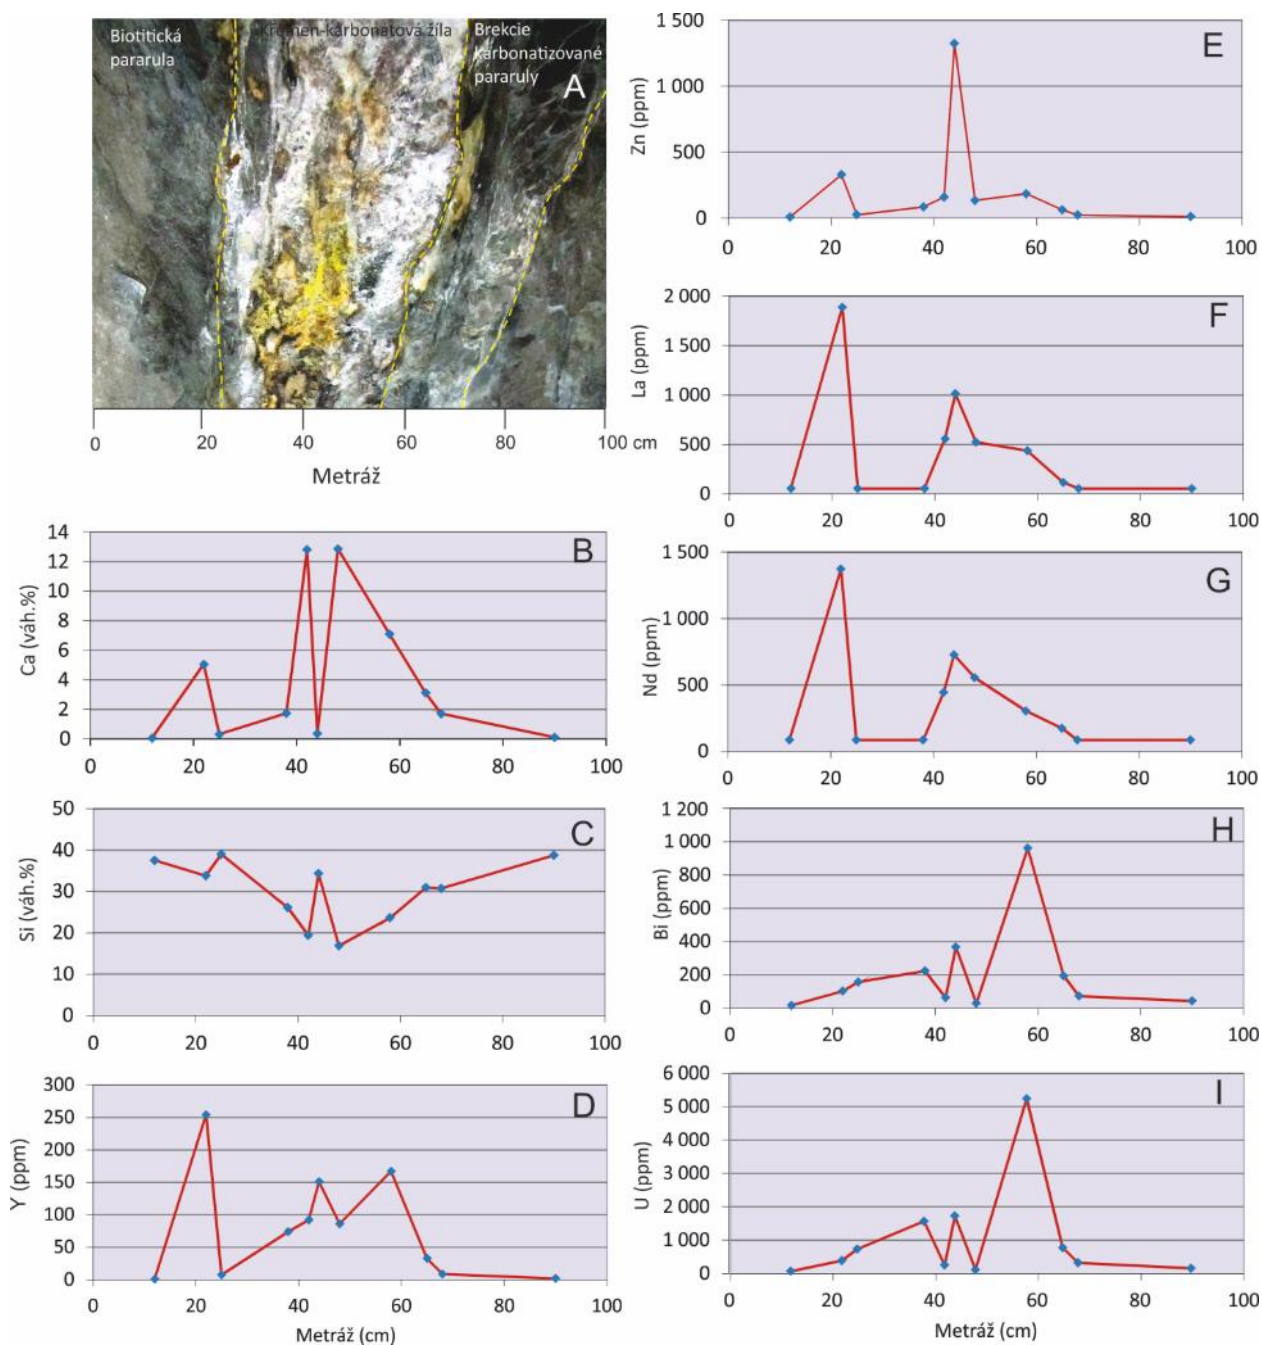 Biotitická
pararula
Křemen-karbonatová žíla
Brekcie
karbonatizované
pararuly
A
0 20 40 60 80 100 cm
Metráž
14
12
10
8
6
4
2
0
Ca (váh.%)
B
0 20 40 60 80 100
50
40
30
20
10
0
Si (váh.%)
C
0 20 40 60 80 100
300
250
200
150
100
50
0
Y (ppm)
D
0 20 40 60 80 100
Metráž (cm)
1 500
1 000
500
0
Zn (ppm)
E
0 20 40 60 80 100
2 000
1 500
1 000
500
0
La (ppm)
F
0 20 40 60 80 100
1 500
1 000
500
0
Nd (ppm)
G
0 20 40 60 80 100
1 200
1 000
800
600
400
200
0
Bi (ppm)
H
0 20 40 60 80 100
6 000
5 000
4 000
3 000
2 000
1 000
0
U (ppm)
I
0 20 40 60 80 100
Metráž (cm)